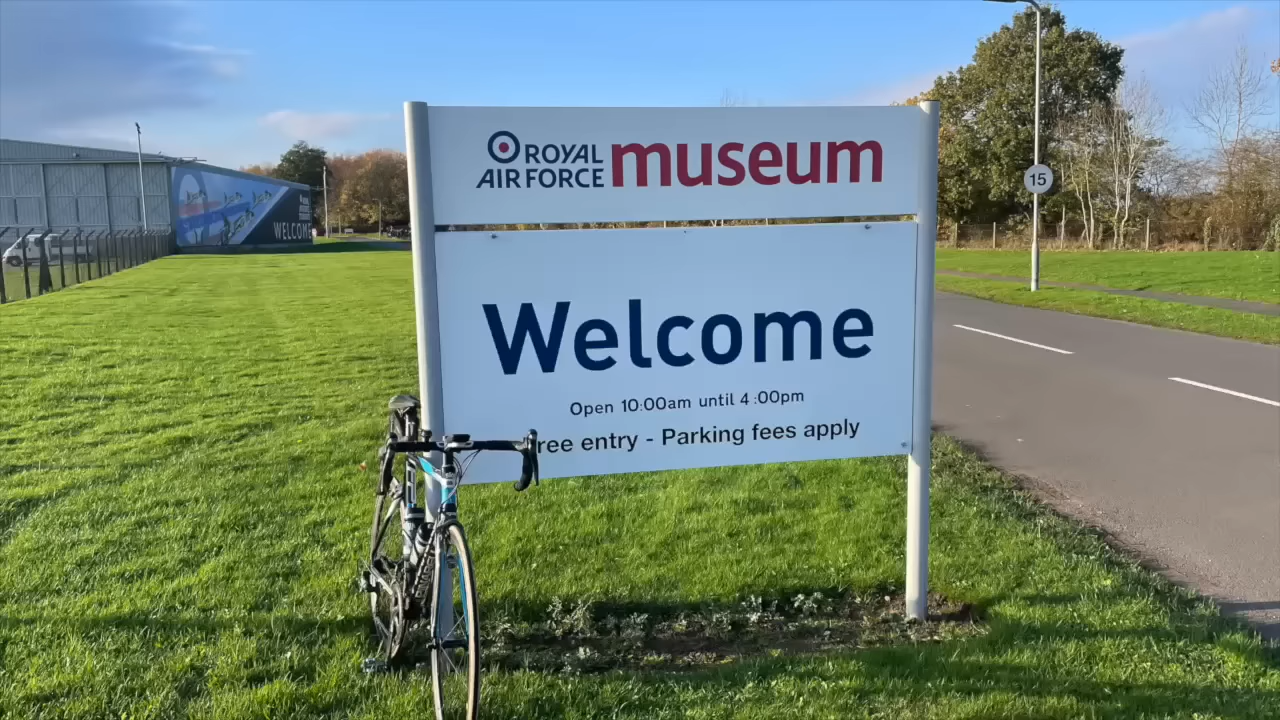 ROYAL
AIR FORCE museum
Welcome
Open 10:00am until 4:00pm
ree entry - Parking fees apply
15
WELCOME